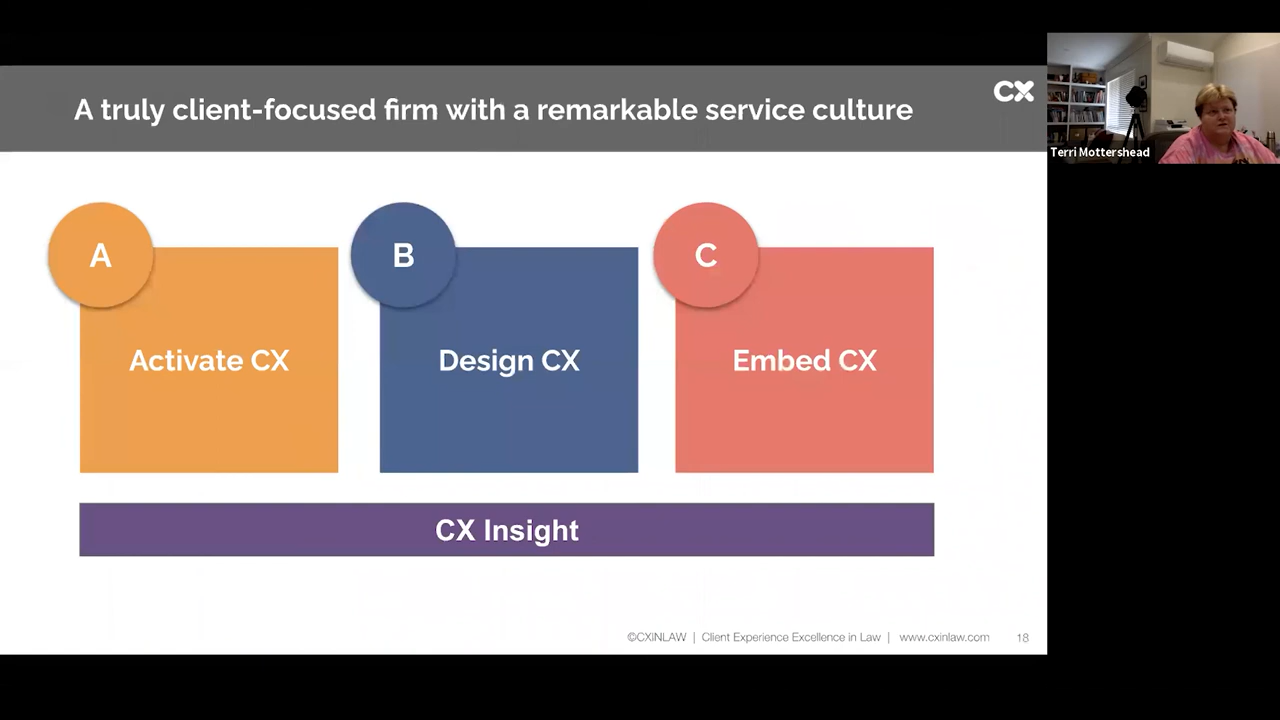 A truly client-focused firm with a remarkable service culture
CX
Terri Mottershead
A
B
C
Activate CX
Design CX
Embed CX
CX Insight
©CXINLAW | Client Experience Excellence in Law | www.cxinlaw.com 18